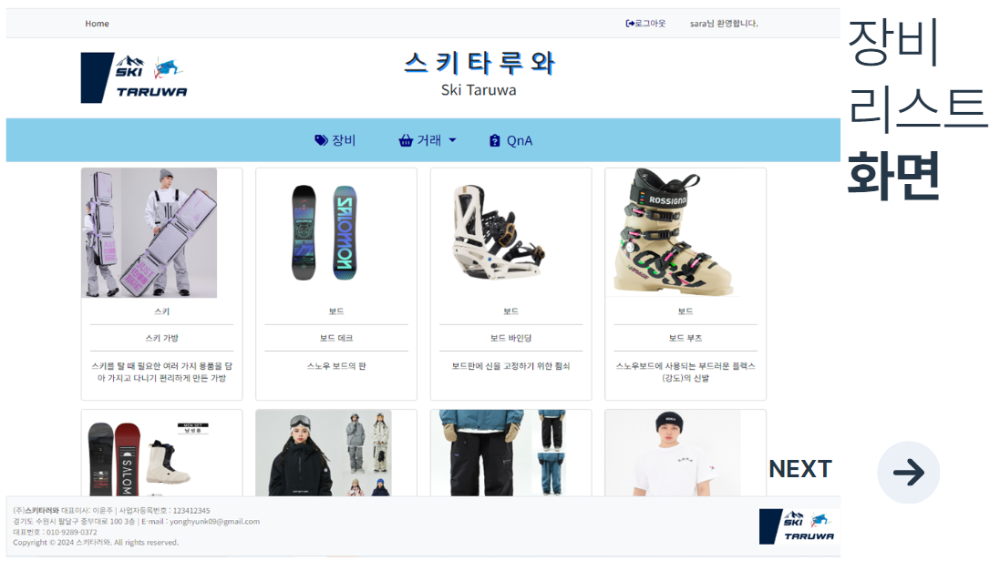 Home
로그아웃
sara님 환영합니다.
SKI
TARUWA
스키타루와
Ski Taruwa
장비
거래
QnA
스키
스키 가방
스키를 탈 때 필요한 여러 가지 용품을 담
아 가지고 다니기 편리하게 만든 가방
SALOMON
보드
보드 데크
스노우 보드의 판
보드
보드 바인딩
보드판에 신을 고정하기 위한 죔쇠
ROSSIGNOL
보드
보드 부츠
스노우보드에 사용되는 부드러운 플렉스
(강도)의 신발
SALOM
남성용
NEXT
(주)스키타러와 대표이사: 이윤주 | 사업자등록번호 : 123412345
경기도 수원시 팔달구 중부대로 100 3층 | E-mail : yonghyunk09@gmail.com
대표번호 : 010-9289-0372
Copyright © 2024 스키타러와. All rights reserved.
SKI
TARUWA
장비
리스트
화면